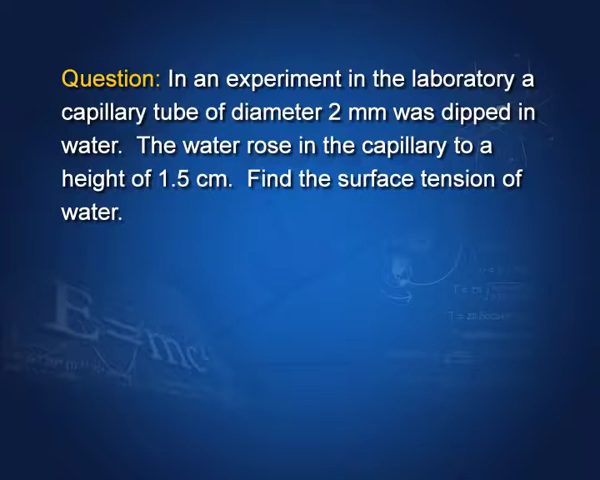 Question: In an experiment in the laboratory a
capillary tube of diameter 2 mm was dipped in
water. The water rose in the capillary to a
height of 1.5 cm. Find the surface tension of
water.
E=mc²